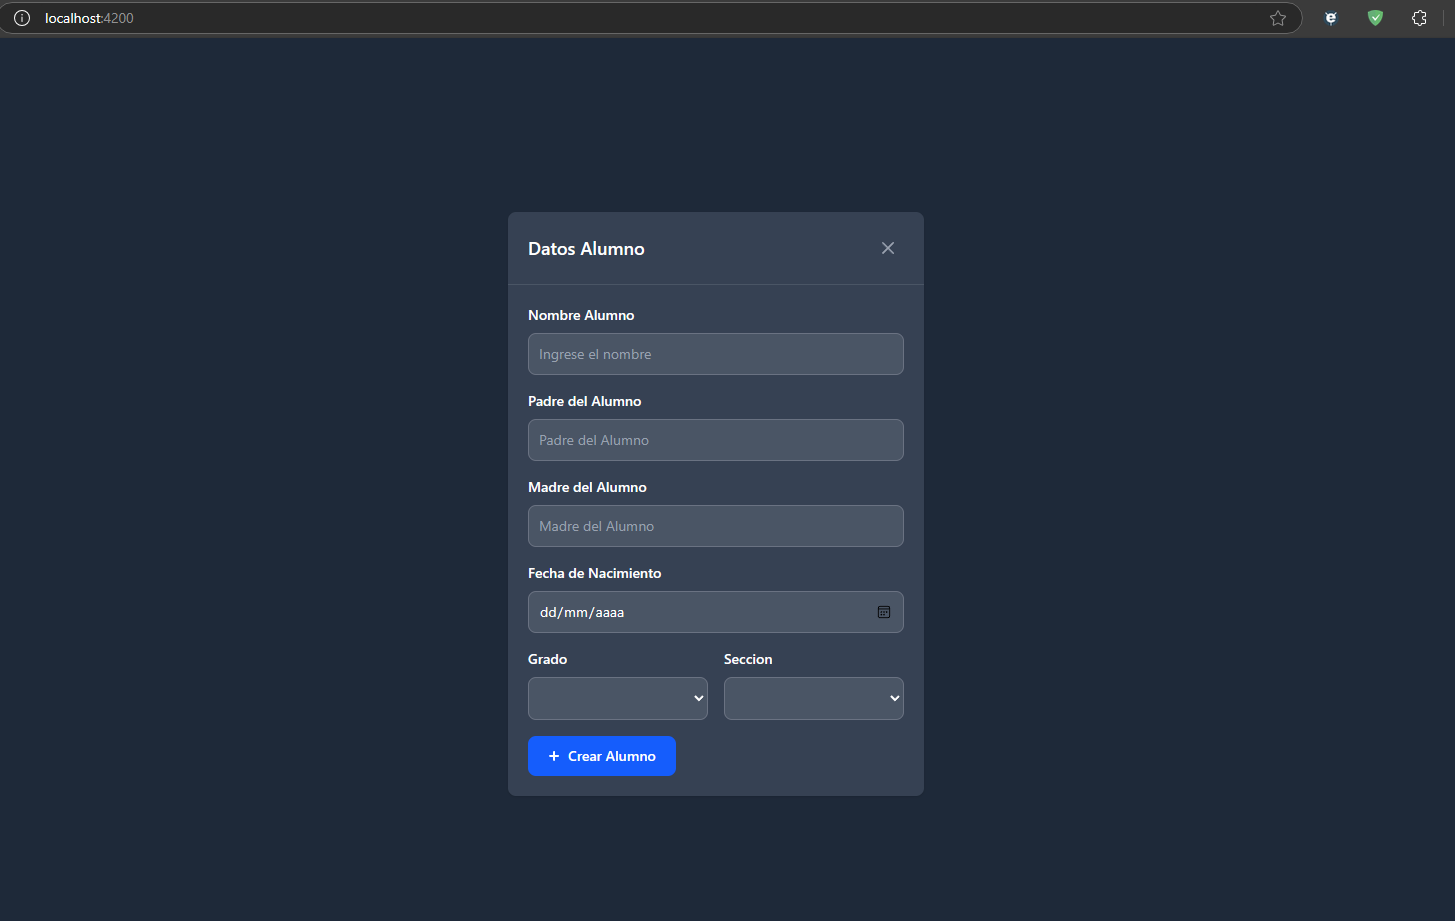 localhost:4200
Datos Alumno
Nombre Alumno
Ingrese el nombre
Padre del Alumno
Padre del Alumno
Madre del Alumno
Madre del Alumno
Fecha de Nacimiento
dd/mm/aaaa
Grado Seccion
+ Crear Alumno